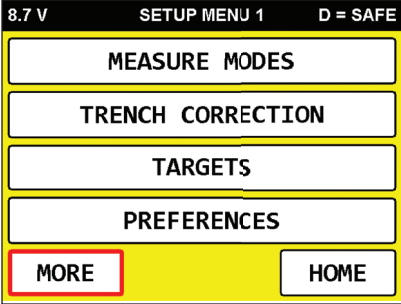 8.7 V SETUP MENU 1 D = SAFE
MEASURE MODES
TRENCH CORRECTION
TARGETS
PREFERENCES
MORE HOME